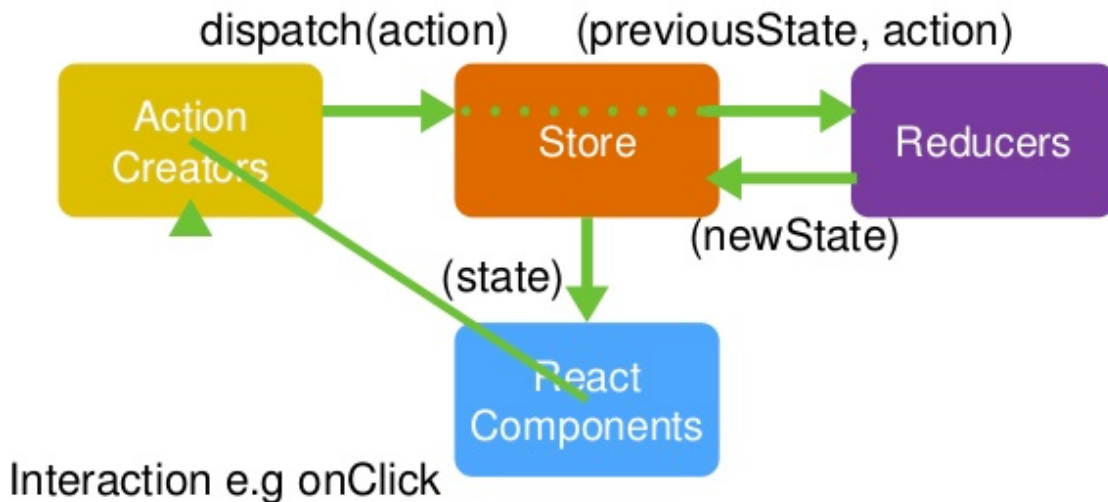 dispatch(action)
(previousState, action)
Action
Creators
Store
Reducers
(newState)
(state)
React
Components
Interaction e.g onClick